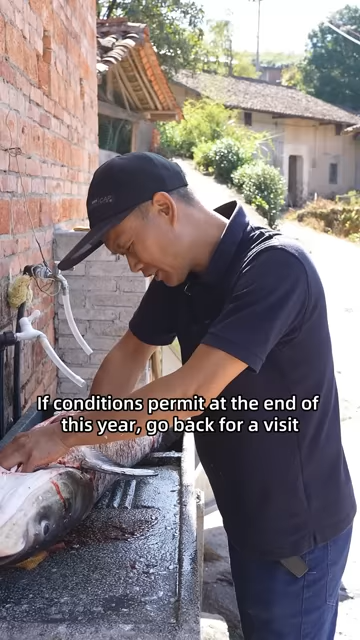 If conditions permit at the end of
this year, go back for a visit